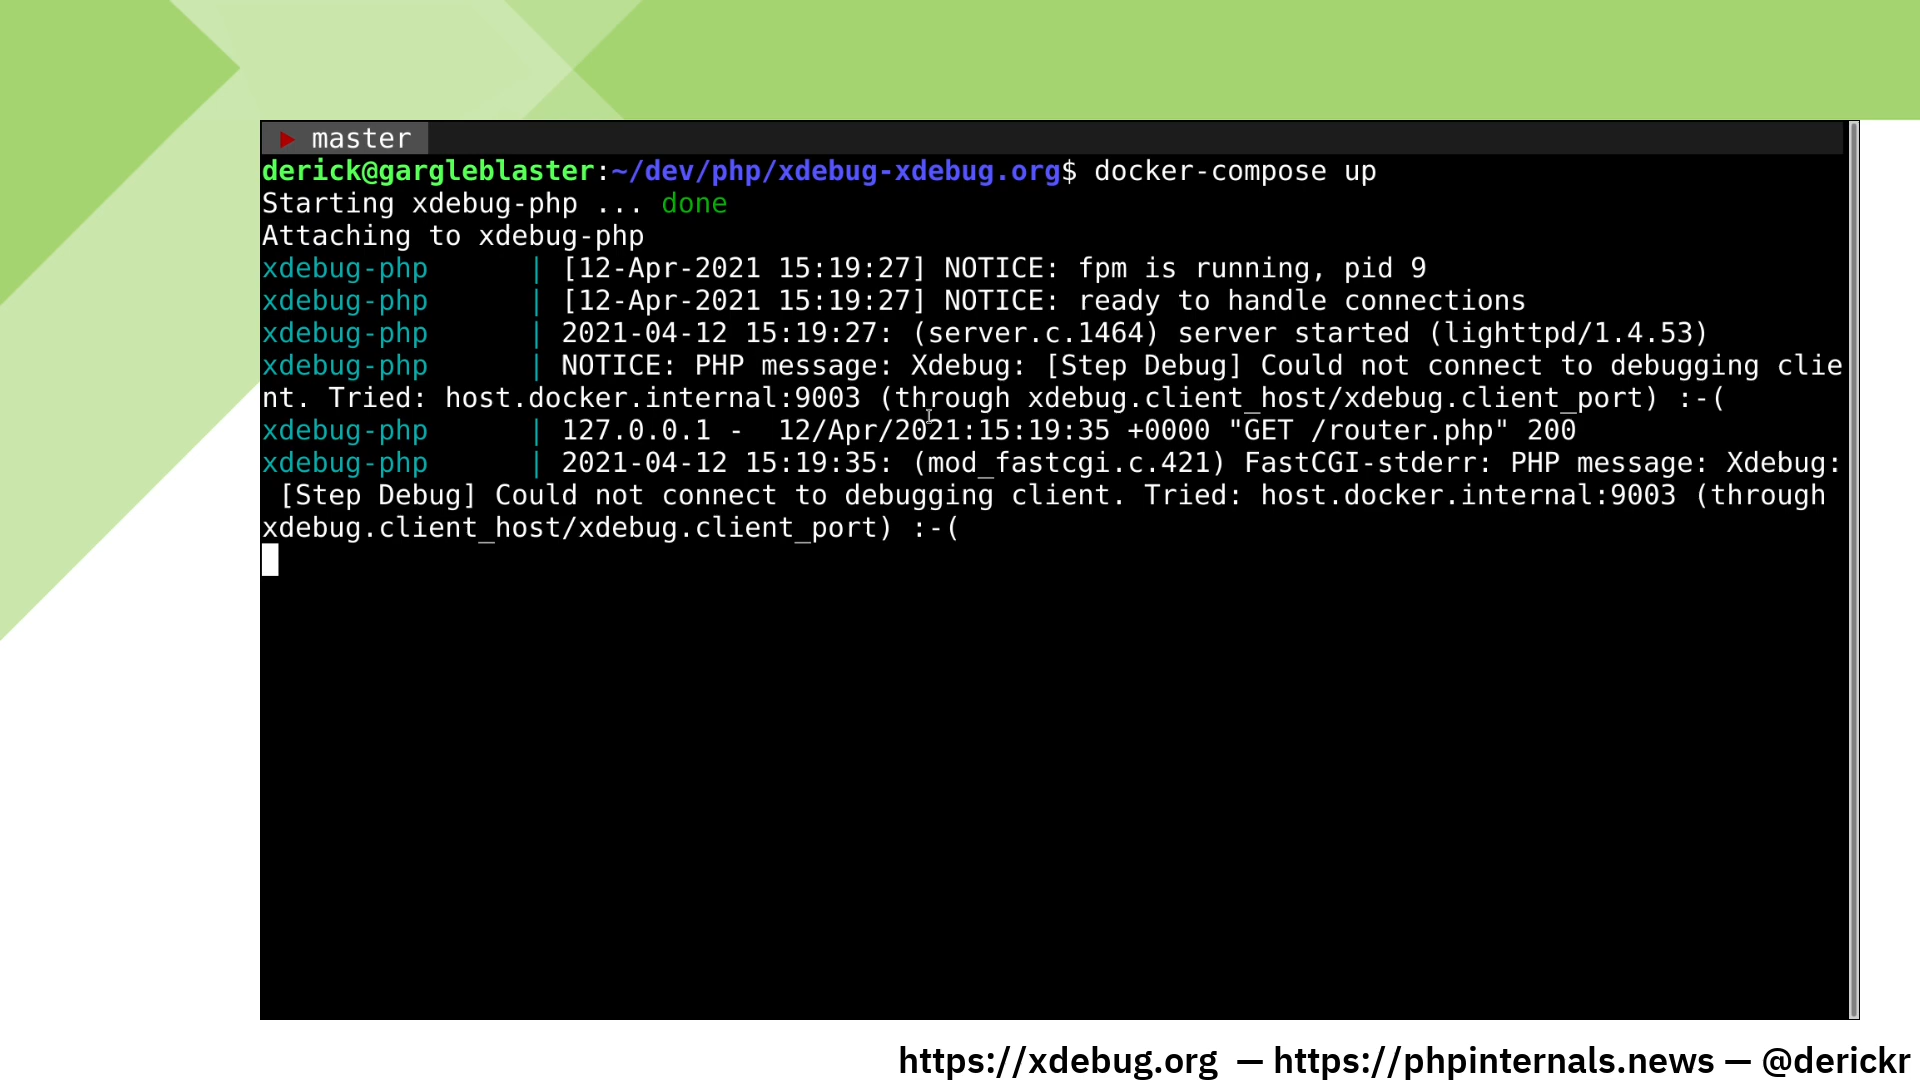 master
derick@gargleblaster:~/dev/php/xdebug-xdebug.org$ docker-compose up
Starting xdebug-php ... done
Attaching to xdebug-php
xdebug-php      | [12-Apr-2021 15:19:27] NOTICE: fpm is running, pid 9
xdebug-php      | [12-Apr-2021 15:19:27] NOTICE: ready to handle connections
xdebug-php      | 2021-04-12 15:19:27: (server.c.1464) server started (lighttpd/1.4.53)
xdebug-php      | NOTICE: PHP message: Xdebug: [Step Debug] Could not connect to debugging clie
nt. Tried: host.docker.internal:9003 (through xdebug.client_host/xdebug.client_port) :-(
xdebug-php      | 127.0.0.1 -  12/Apr/2021:15:19:35 +0000 "GET /router.php" 200
xdebug-php      | 2021-04-12 15:19:35: (mod_fastcgi.c.421) FastCGI-stderr: PHP message: Xdebug:
 [Step Debug] Could not connect to debugging client. Tried: host.docker.internal:9003 (through
xdebug.client_host/xdebug.client_port) :-(
https://xdebug.org — https://phpinternals.news — @derickr